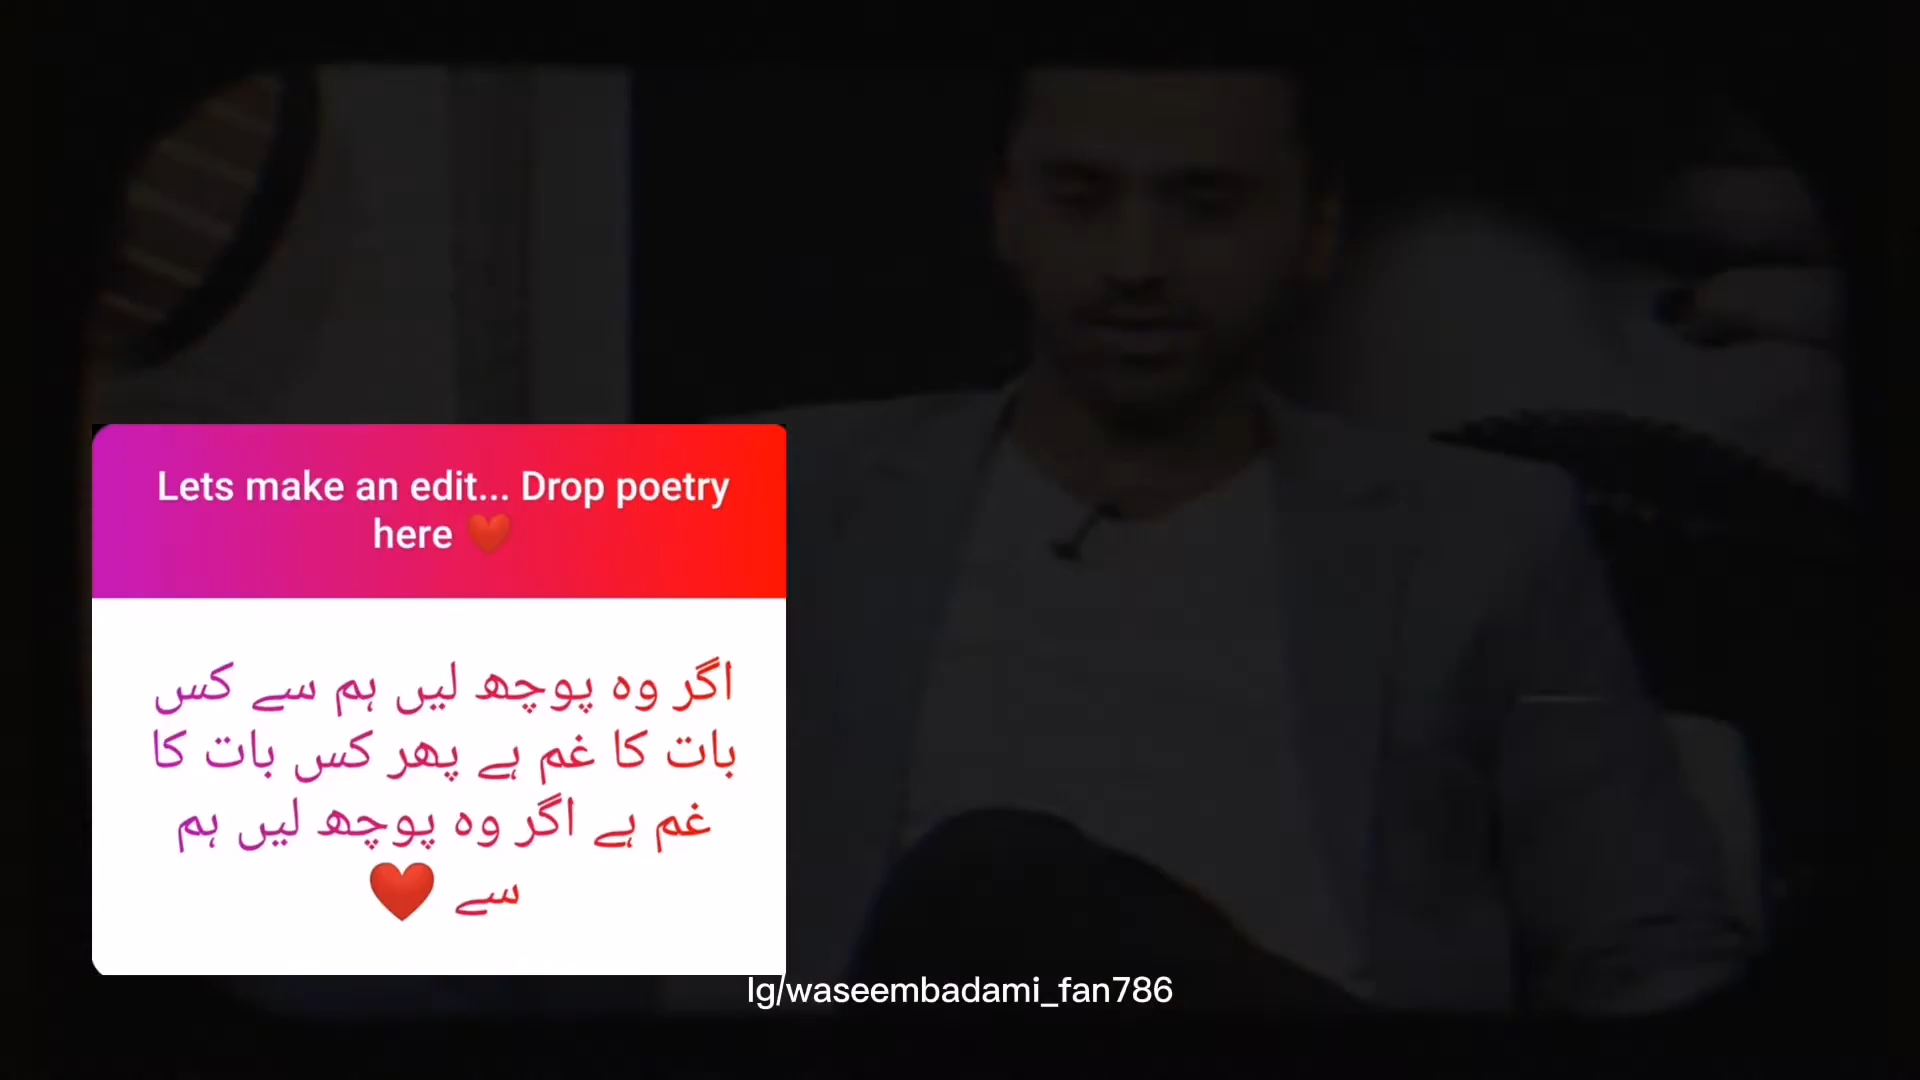 Lets make an edit... Drop poetry
here ❤️
اگر وہ پوچھ لیں ہم سے کس
بات کا غم ہے پھر کس بات کا
غم ہے اگر وہ پوچھ لیں ہم
سے ❤️
Ig/waseembadami_fan786